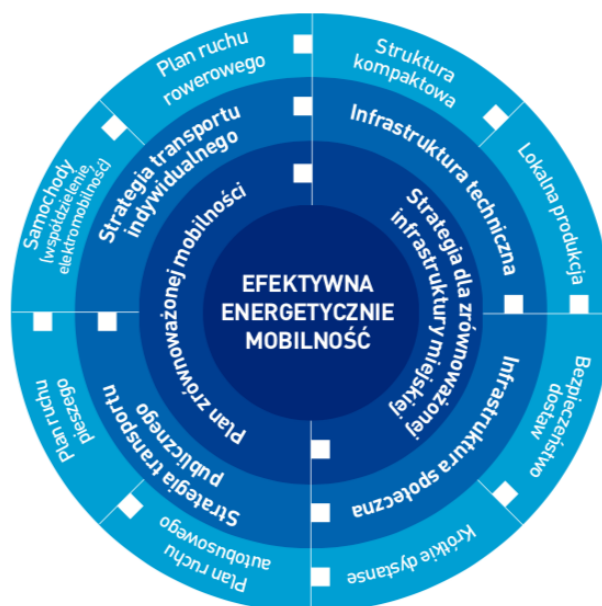 EFEKTYWNA
ENERGETYCZNIE
MOBILNOŚĆ
Plan zrównoważonej mobilności
Strategia dla zrównoważonej
infrastruktury miejskiej
Strategia transportu
indywidualnego
Infrastruktura techniczna
Infrastruktura społeczna
Strategia transportu
publicznego
Plan ruchu
rowerowego
Struktura
kompaktowa
Lokalna produkcja
Bezpieczeństwo
dostaw
Krótkie dystanse
Plan ruchu
autobusowego
Plan ruchu
pieszego
Samochody
(współdzielenie,
elektromobilność)